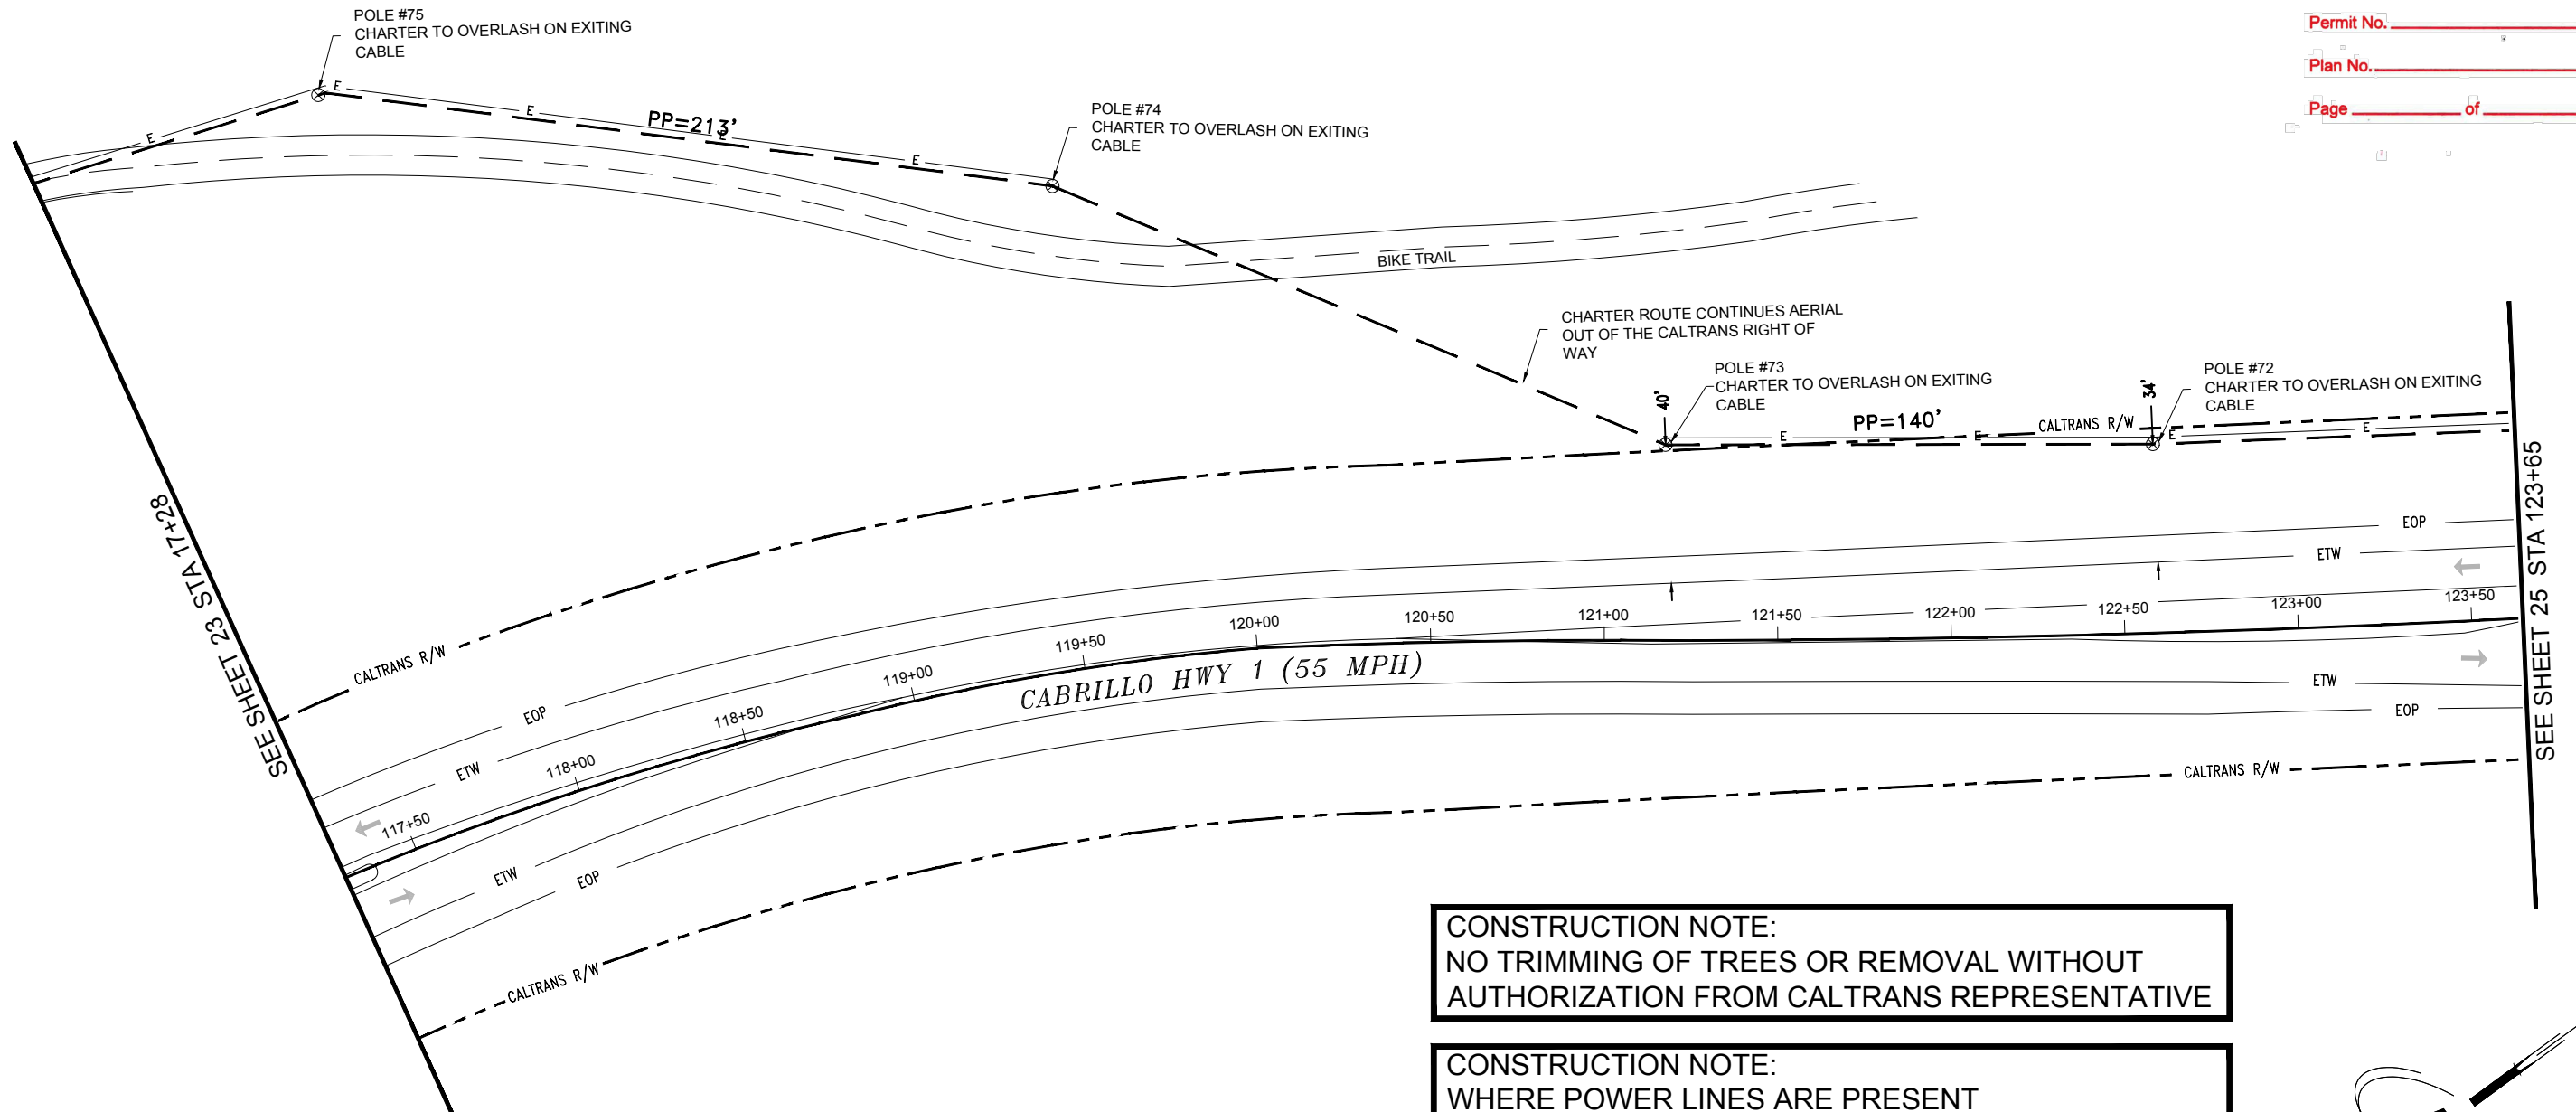 POLE #75
CHARTER TO OVERLASH ON EXITING
CABLE
Permit No.
Plan No.
Page of
E
E
E
E
E
PP=213'
POLE #74
CHARTER TO OVERLASH ON EXITING
CABLE
BIKE TRAIL
CHARTER ROUTE CONTINUES AERIAL
OUT OF THE CALTRANS RIGHT OF
WAY
POLE #73
CHARTER TO OVERLASH ON EXITING
CABLE
POLE #72
CHARTER TO OVERLASH ON EXITING
CABLE
40'
34'
PP=140'
CALTRANS R/W
E
E
E
E
SEE SHEET 23 STA 17+28
SEE SHEET 25 STA 123+65
EOP
ETW
CALTRANS R/W
EOP
ETW
117+50
118+00
118+50
119+00
119+50
120+00
120+50
121+00
121+50
122+00
122+50
123+00
123+50
CABRILLO HWY 1 (55 MPH)
ETW
EOP
ETW
EOP
CALTRANS R/W
CALTRANS R/W
CONSTRUCTION NOTE:
NO TRIMMING OF TREES OR REMOVAL WITHOUT
AUTHORIZATION FROM CALTRANS REPRESENTATIVE
CONSTRUCTION NOTE:
WHERE POWER LINES ARE PRESENT